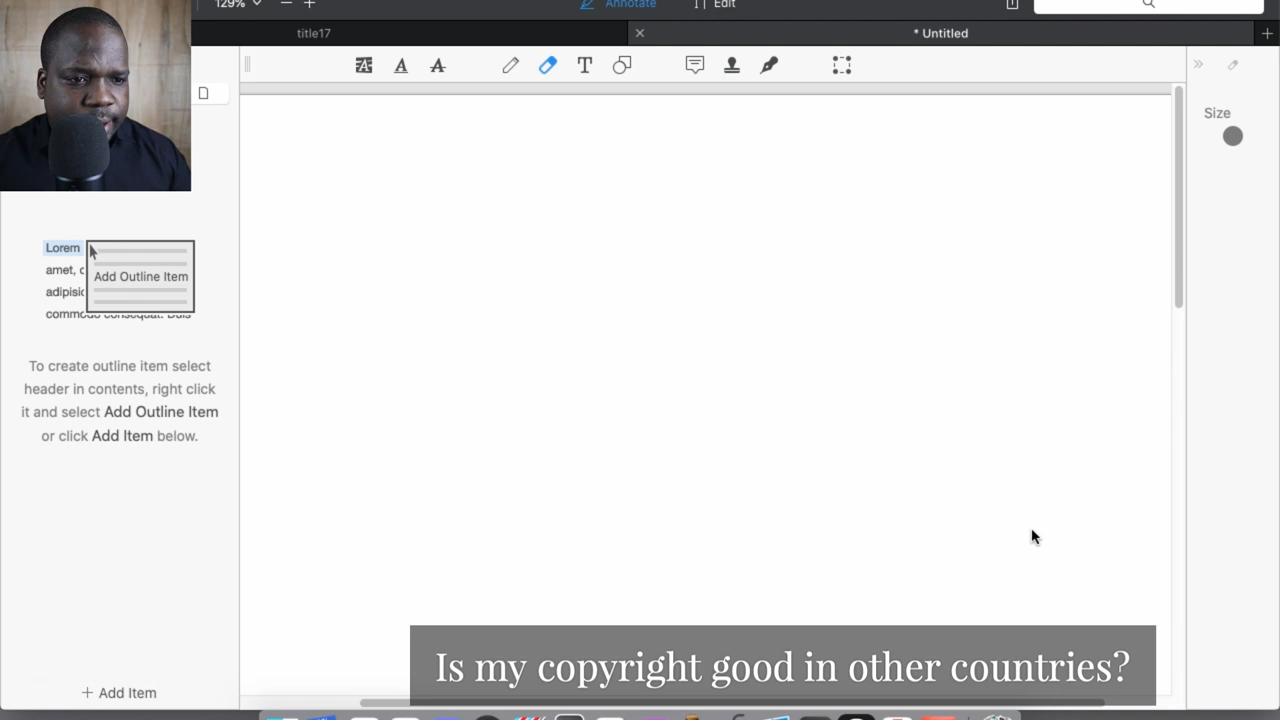 129%
Annotate
Edit
title17
* Untitled
Size
Lorem
Add Outline Item
To create outline item select
header in contents, right click
it and select Add Outline Item
or click Add Item below.
+ Add Item
Is my copyright good in other countries?